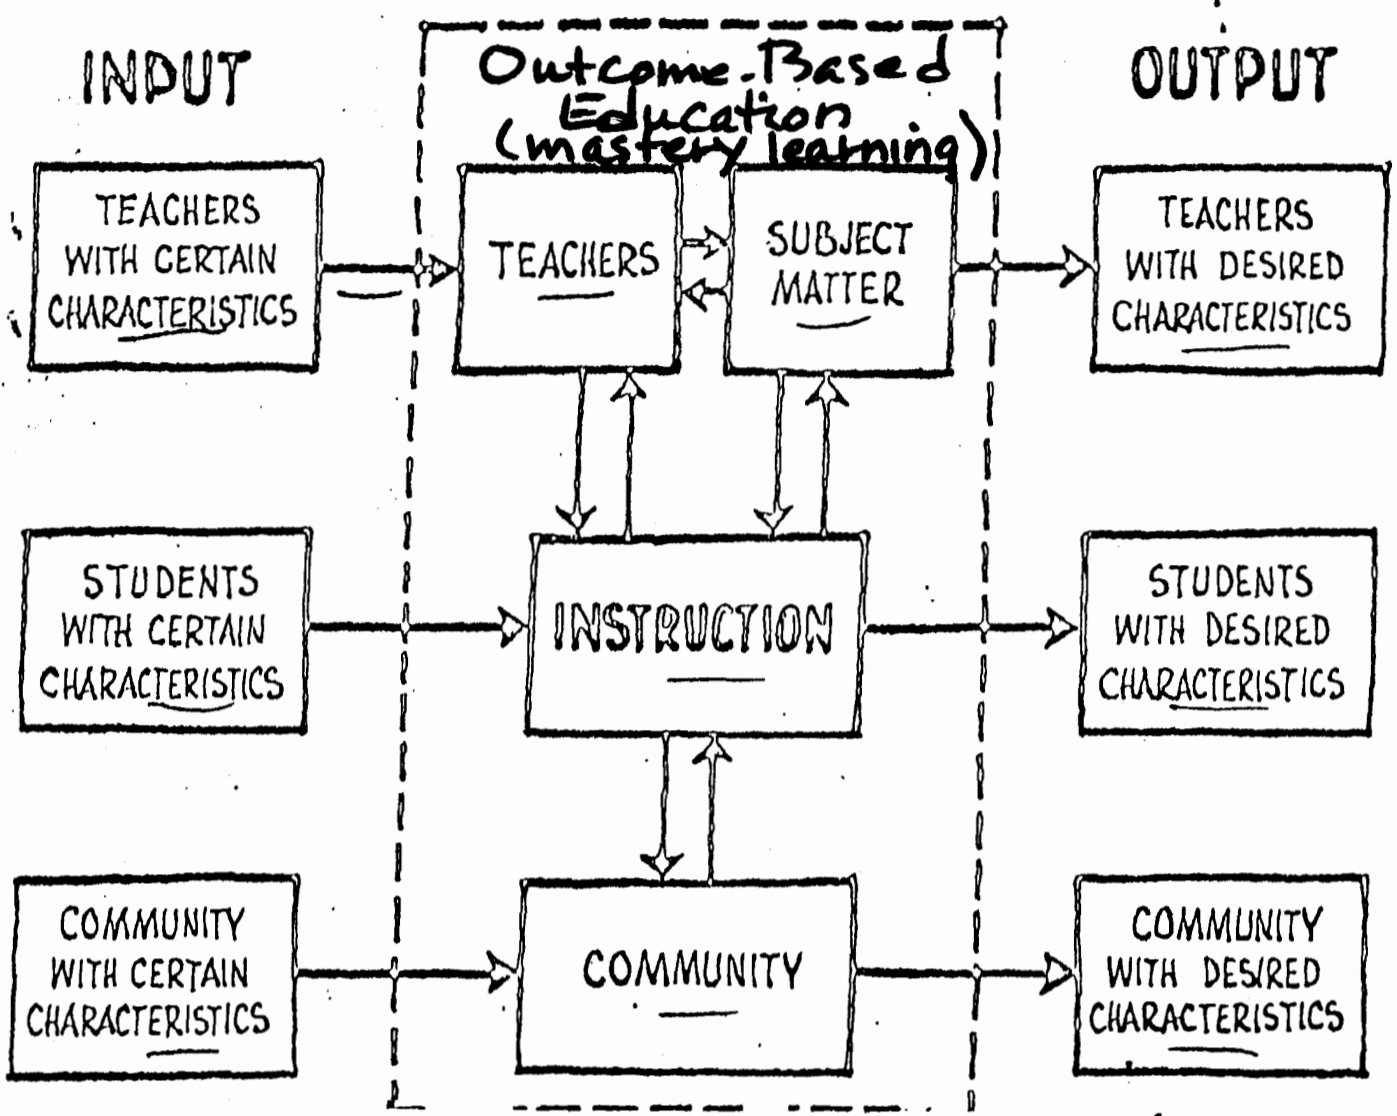 INPUT
Outcome-Based
Education
(mastery learning)
OUTPUT
TEACHERS
WITH CERTAIN
CHARACTERISTICS
TEACHERS
SUBJECT
MATTER
TEACHERS
WITH DESIRED
CHARACTERISTICS
STUDENTS
WITH CERTAIN
CHARACTERISTICS
INSTRUCTION
STUDENTS
WITH DESIRED
CHARACTERISTICS
COMMUNITY
WITH CERTAIN
CHARACTERISTICS
COMMUNITY
COMMUNITY
WITH DESIRED
CHARACTERISTICS